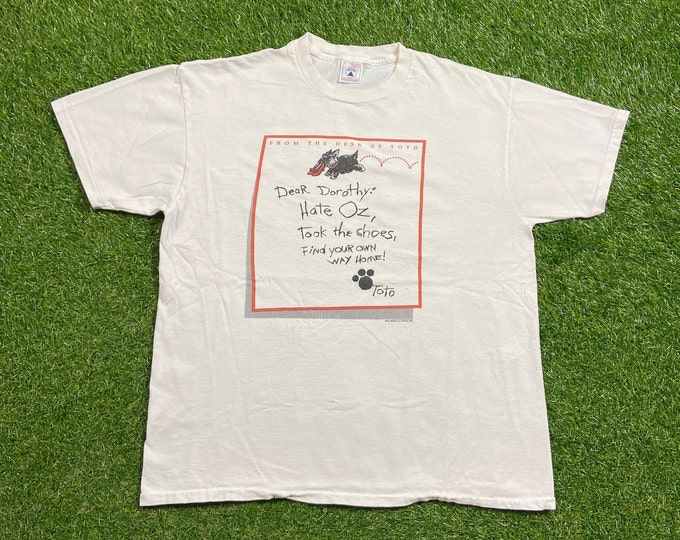 FROM THE DESK OF TOTO
Dear Dorothy:
Hate Oz,
Took the shoes,
Find your own
way home!
Toto